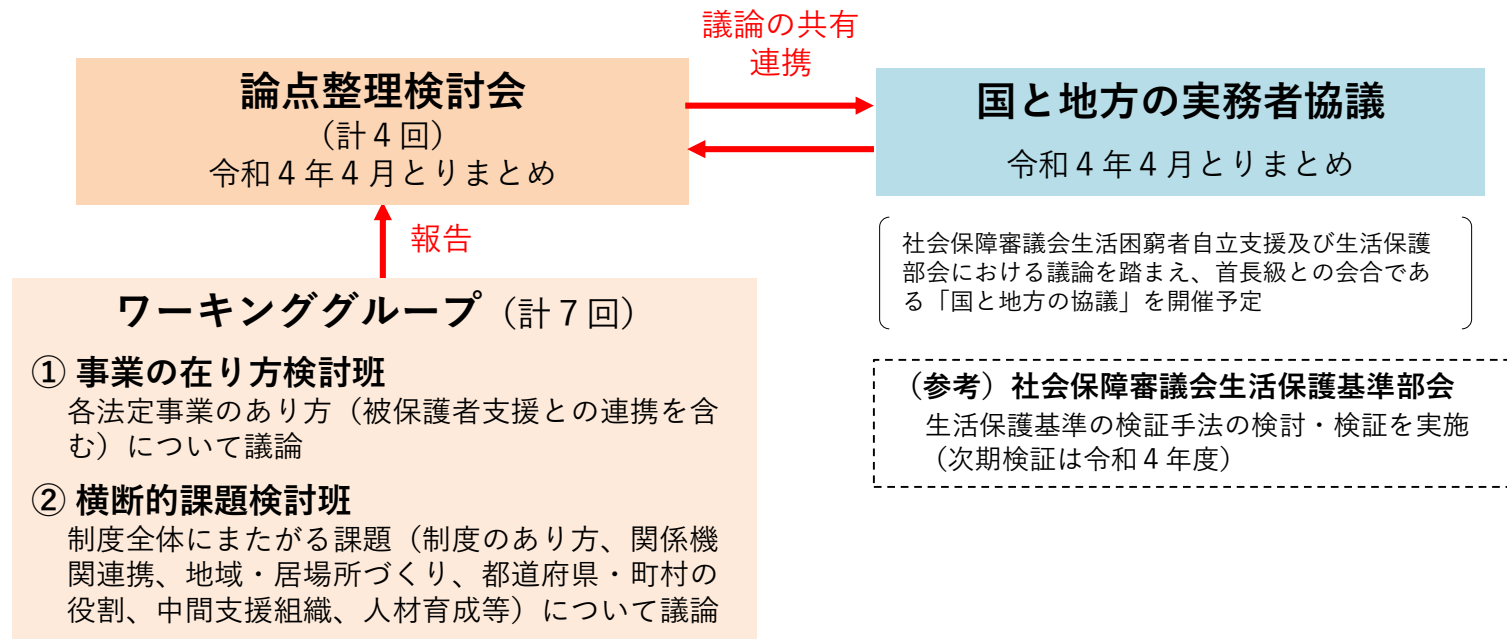 議論の共有
連携
論点整理検討会
（計４回）
令和４年４月とりまとめ
国と地方の実務者協議
令和４年４月とりまとめ
報告
社会保障審議会生活困窮者自立支援及び生活保護
部会における議論を踏まえ、首長級との会合であ
る「国と地方の協議」を開催予定
ワーキンググループ（計７回）
① 事業の在り方検討班
各法定事業のあり方（被保護者支援との連携を含
む）について議論
② 横断的課題検討班
制度全体にまたがる課題（制度のあり方、関係機
関連携、地域・居場所づくり、都道府県・町村の
役割、中間支援組織、人材育成等）について議論
（参考）社会保障審議会生活保護基準部会
生活保護基準の検証手法の検討・検証を実施
（次期検証は令和４年度）